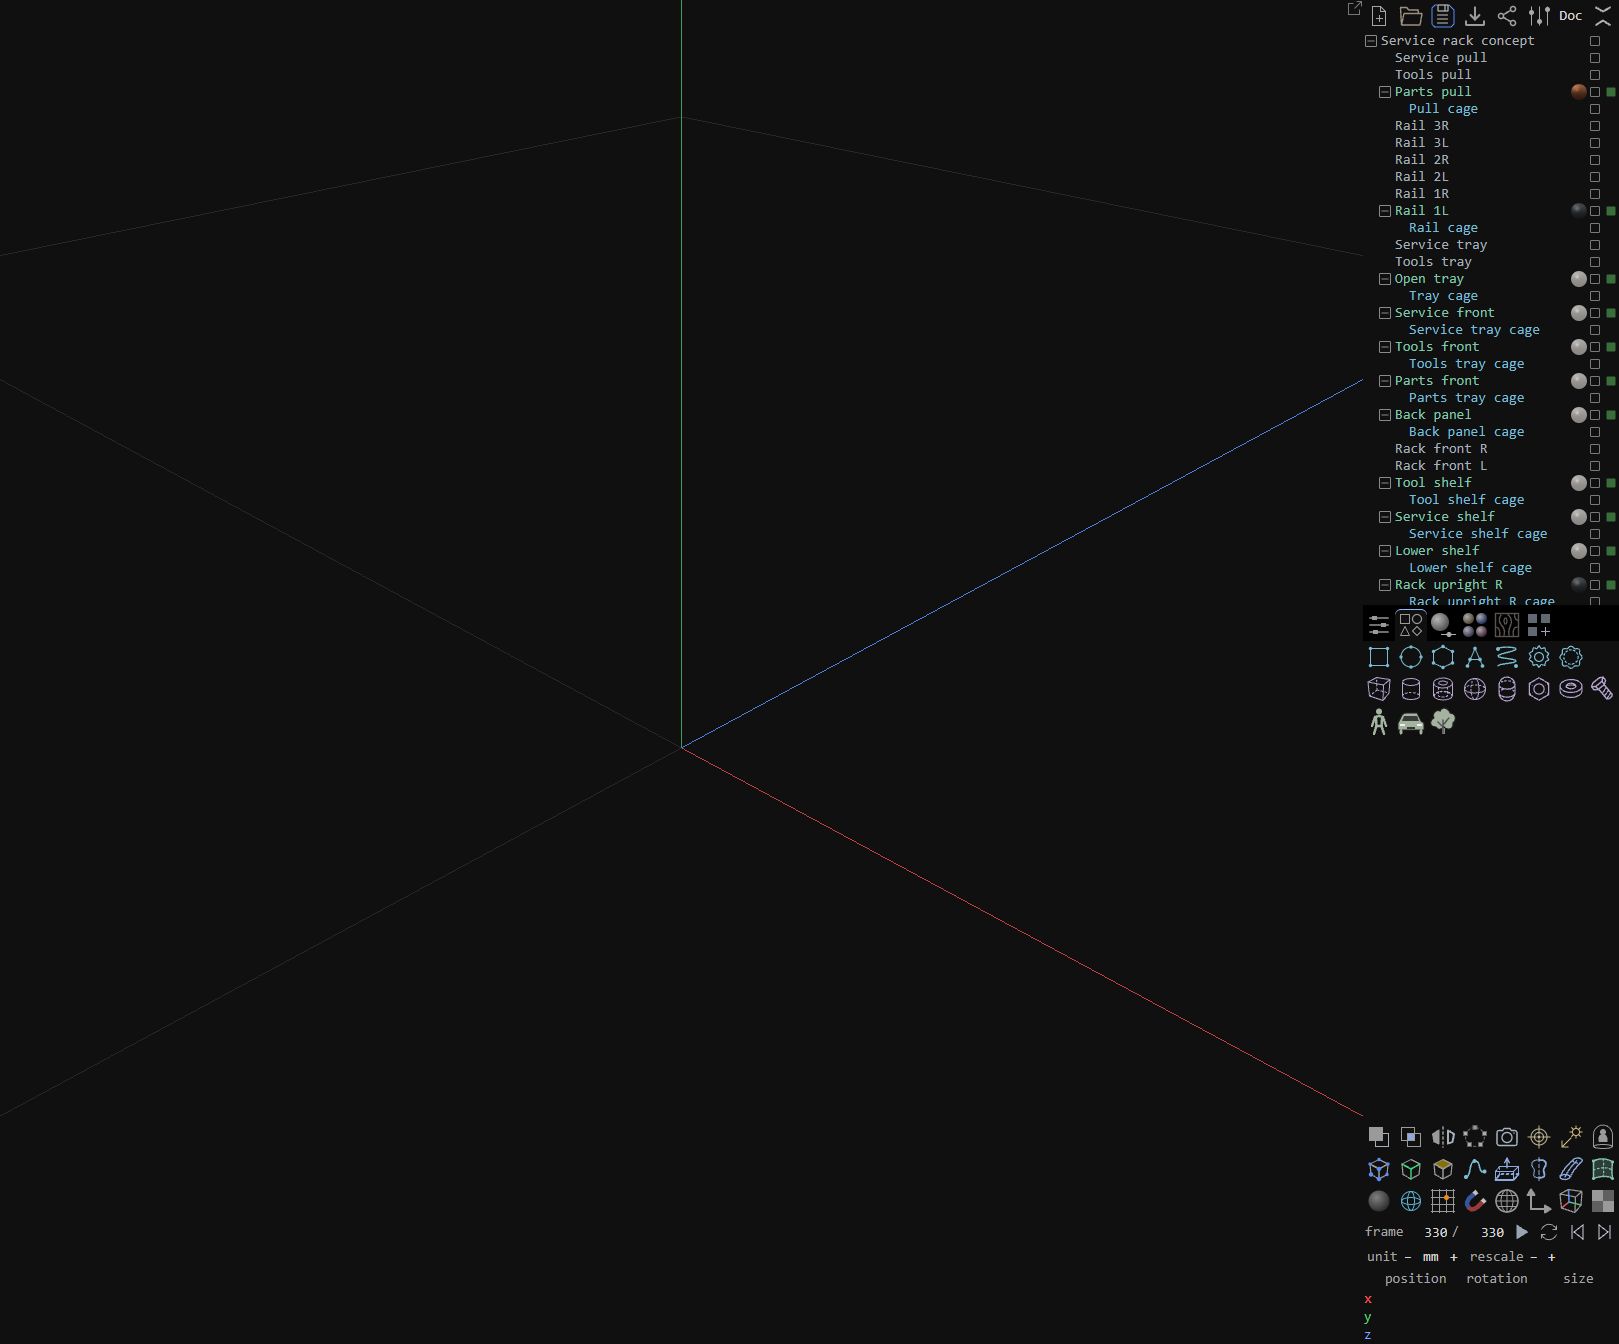 Doc
Service rack concept
Service pull
Tools pull
Parts pull
Pull cage
Rail 3R
Rail 3L
Rail 2R
Rail 2L
Rail 1R
Rail 1L
Rail cage
Service tray
Tools tray
Open tray
Tray cage
Service front
Service tray cage
Tools front
Tools tray cage
Parts front
Parts tray cage
Back panel
Back panel cage
Rack front R
Rack front L
Tool shelf
Tool shelf cage
Service shelf
Service shelf cage
Lower shelf
Lower shelf cage
Rack upright R
Rack upright R cage
frame 330 / 330
unit − mm + rescale − +
position rotation size
x
y
z